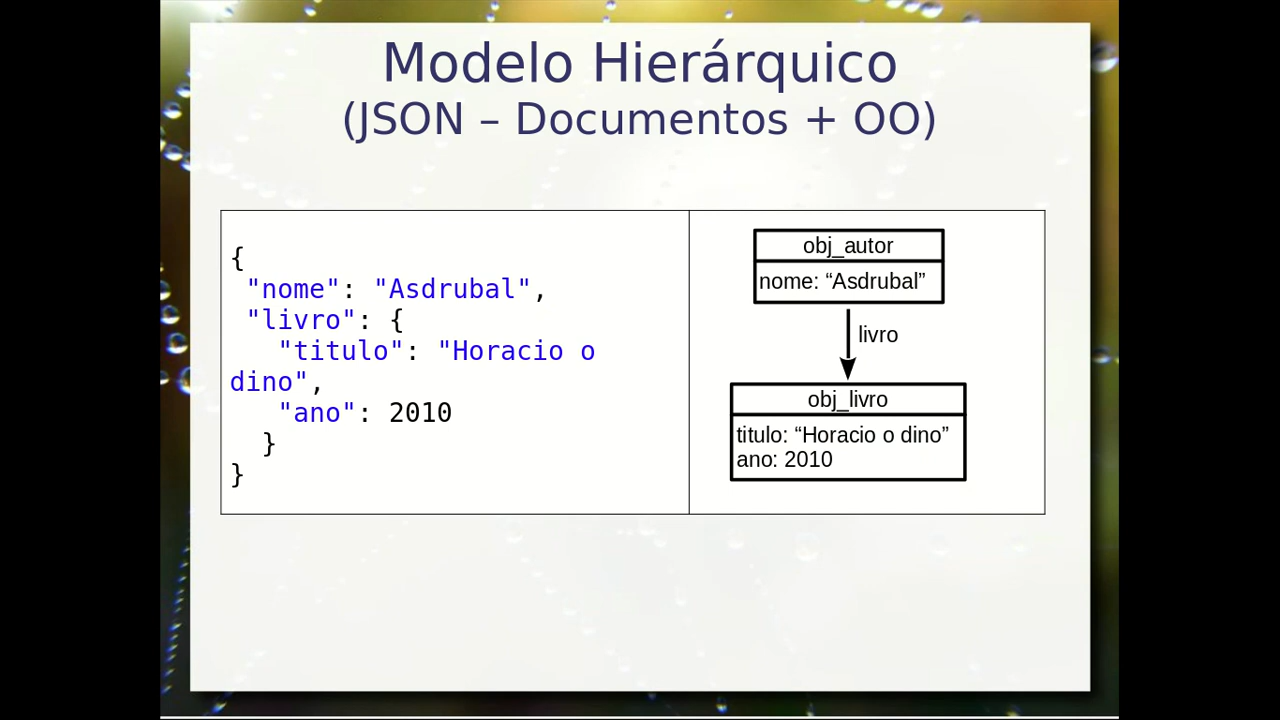 Modelo Hierárquico
(JSON – Documentos + OO)
{
"nome": "Asdrubal",
"livro": {
"titulo": "Horacio o
dino",
"ano": 2010
}
}
obj_autor
nome: “Asdrubal”
livro
obj_livro
titulo: “Horacio o dino”
ano: 2010